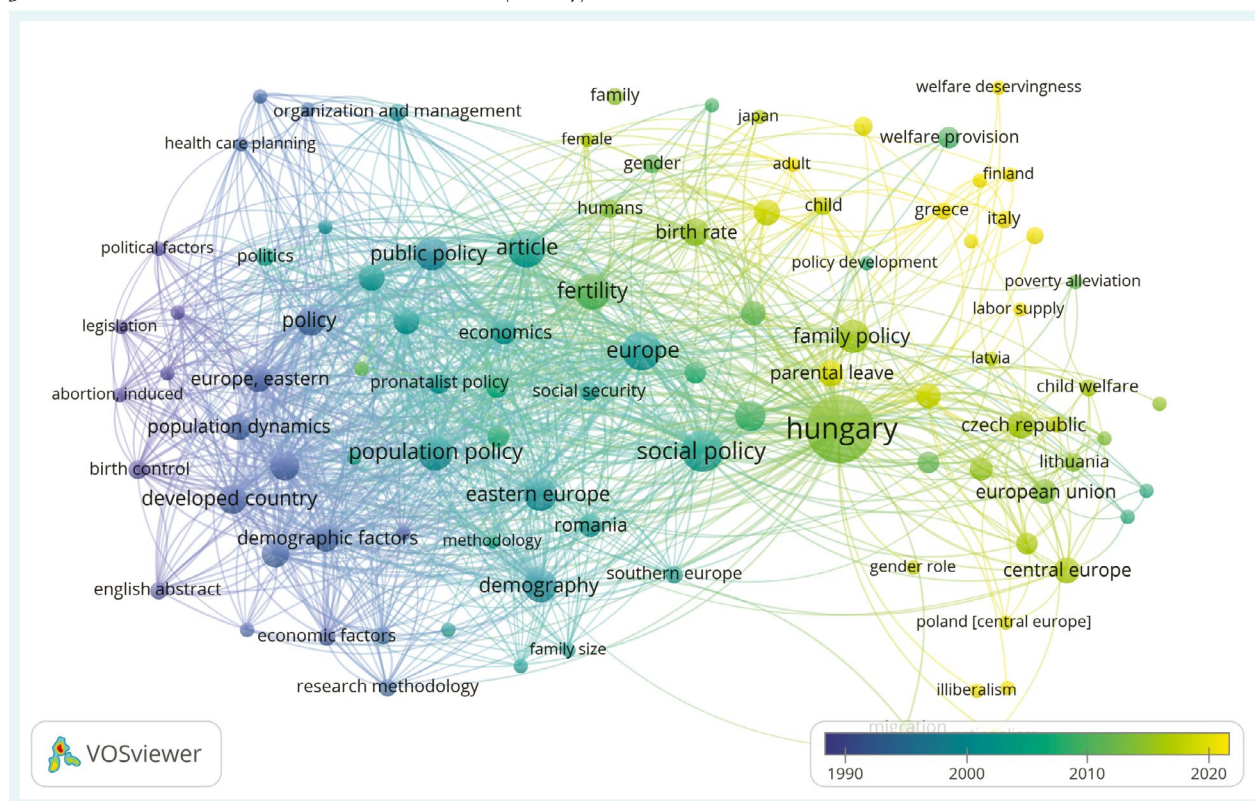 welfare deservingness
family
organization and management
japan
female
welfare provision
health care planning
gender
adult
finland
child
greece
humans
italy
birth rate
political factors
politics
public policy
article
policy development
poverty alleviation
fertility
labor supply
legislation
policy
economics
family policy
europe
latvia
parental leave
europe, eastern
pronatalist policy
social security
child welfare
abortion, induced
population dynamics
hungary
czech republic
population policy
social policy
lithuania
birth control
developed country
eastern europe
european union
romania
demographic factors
methodology
central europe
gender role
southern europe
demography
english abstract
poland [central europe]
economic factors
family size
research methodology
illiberalism
migration
VOSviewer
1990 2000 2010 2020